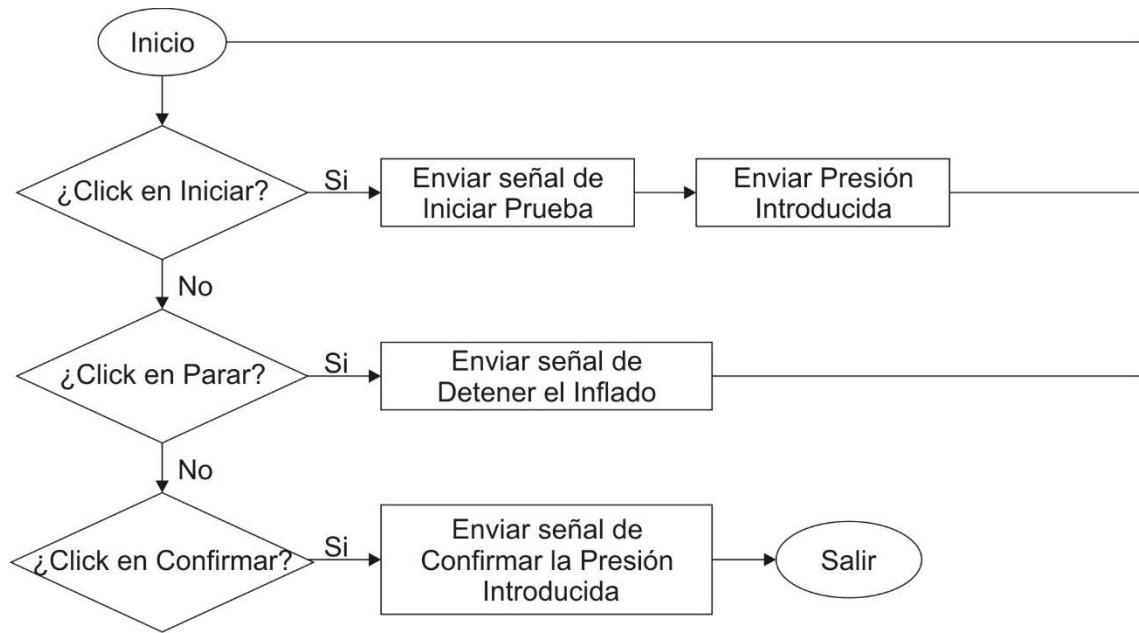 Inicio
¿Click en Iniciar?
Si
Enviar señal de
Iniciar Prueba
Enviar Presión
Introducida
No
¿Click en Parar?
Si
Enviar señal de
Detener el Inflado
No
¿Click en Confirmar?
Si
Enviar señal de
Confirmar la Presión
Introducida
Salir